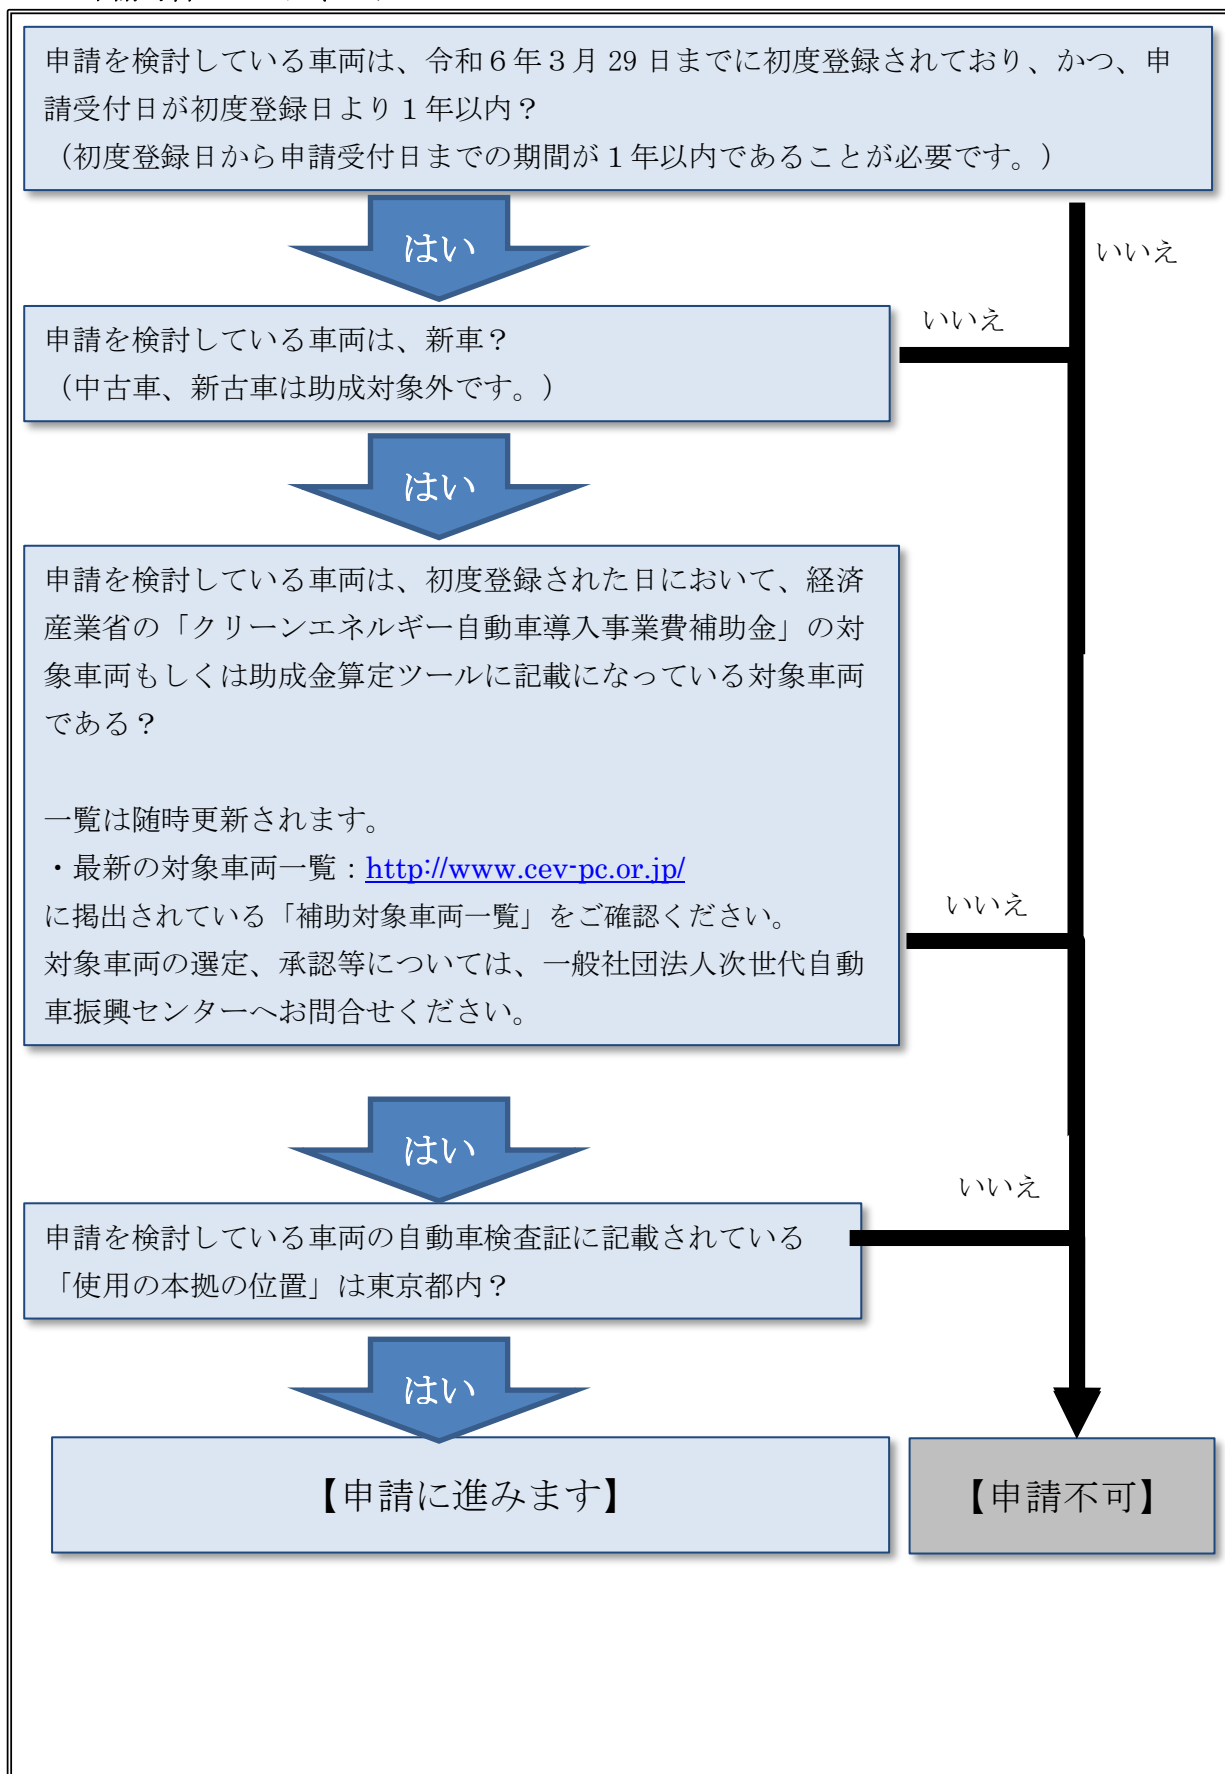 申請を検討している車両は、令和６年３月 29 日までに初度登録されており、かつ、申
請受付日が初度登録日より１年以内？
（初度登録日から申請受付日までの期間が１年以内であることが必要です。）
はい
いいえ
申請を検討している車両は、新車？
（中古車、新古車は助成対象外です。）
いいえ
はい
申請を検討している車両は、初度登録された日において、経済
産業省の「クリーンエネルギー自動車導入事業費補助金」の対
象車両もしくは助成金算定ツールに記載になっている対象車両
である？
一覧は随時更新されます。
・最新の対象車両一覧：http://www.cev-pc.or.jp/
に掲出されている「補助対象車両一覧」をご確認ください。
対象車両の選定、承認等については、一般社団法人次世代自動
車振興センターへお問合せください。
いいえ
はい
いいえ
申請を検討している車両の自動車検査証に記載されている
「使用の本拠の位置」は東京都内？
はい
【申請に進みます】
【申請不可】